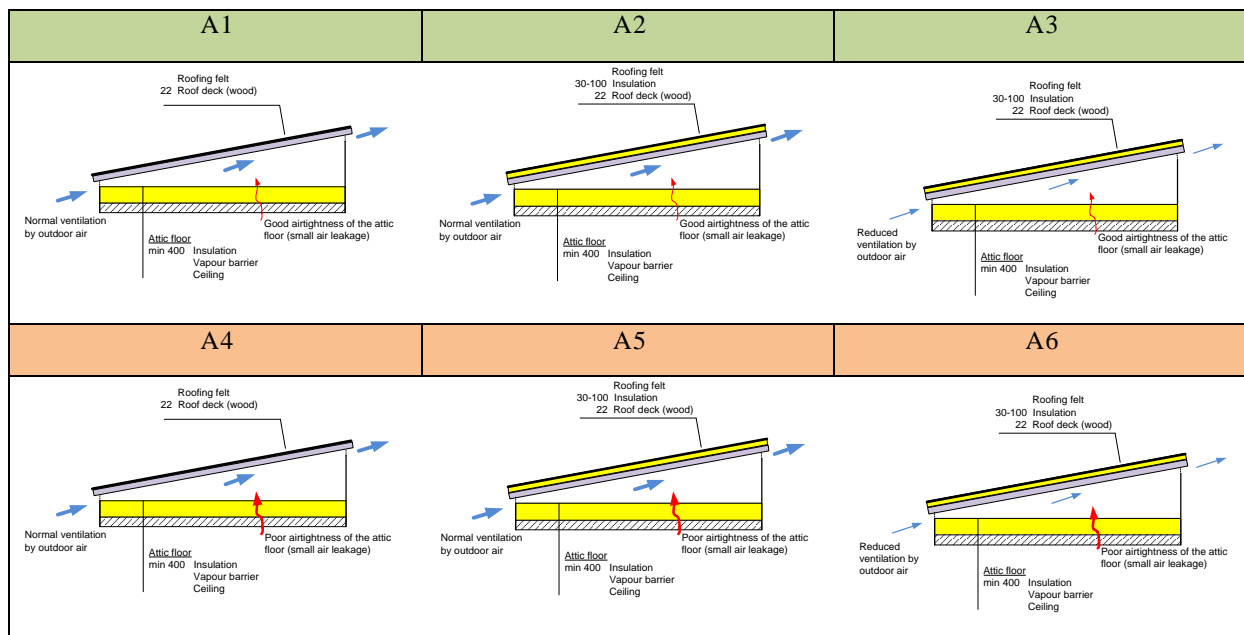 A1
Roofing felt
22 Roof deck (wood)
Normal ventilation
by outdoor air
Good airtightness of the attic
floor (small air leakage)
Attic floor
min 400 Insulation
Vapour barrier
Ceiling
A2
Roofing felt
30-100 Insulation
22 Roof deck (wood)
Normal ventilation
by outdoor air
Good airtightness of the attic
floor (small air leakage)
Attic floor
min 400 Insulation
Vapour barrier
Ceiling
A3
Roofing felt
30-100 Insulation
22 Roof deck (wood)
Reduced
ventilation by
outdoor air
Good airtightness of the attic
floor (small air leakage)
Attic floor
min 400 Insulation
Vapour barrier
Ceiling
A4
Roofing felt
22 Roof deck (wood)
Normal ventilation
by outdoor air
Poor airtightness of the attic
floor (small air leakage)
Attic floor
min 400 Insulation
Vapour barrier
Ceiling
A5
Roofing felt
30-100 Insulation
22 Roof deck (wood)
Normal ventilation
by outdoor air
Poor airtightness of the attic
floor (small air leakage)
Attic floor
min 400 Insulation
Vapour barrier
Ceiling
A6
Roofing felt
30-100 Insulation
22 Roof deck (wood)
Reduced
ventilation by
outdoor air
Poor airtightness of the attic
floor (small air leakage)
Attic floor
min 400 Insulation
Vapour barrier
Ceiling